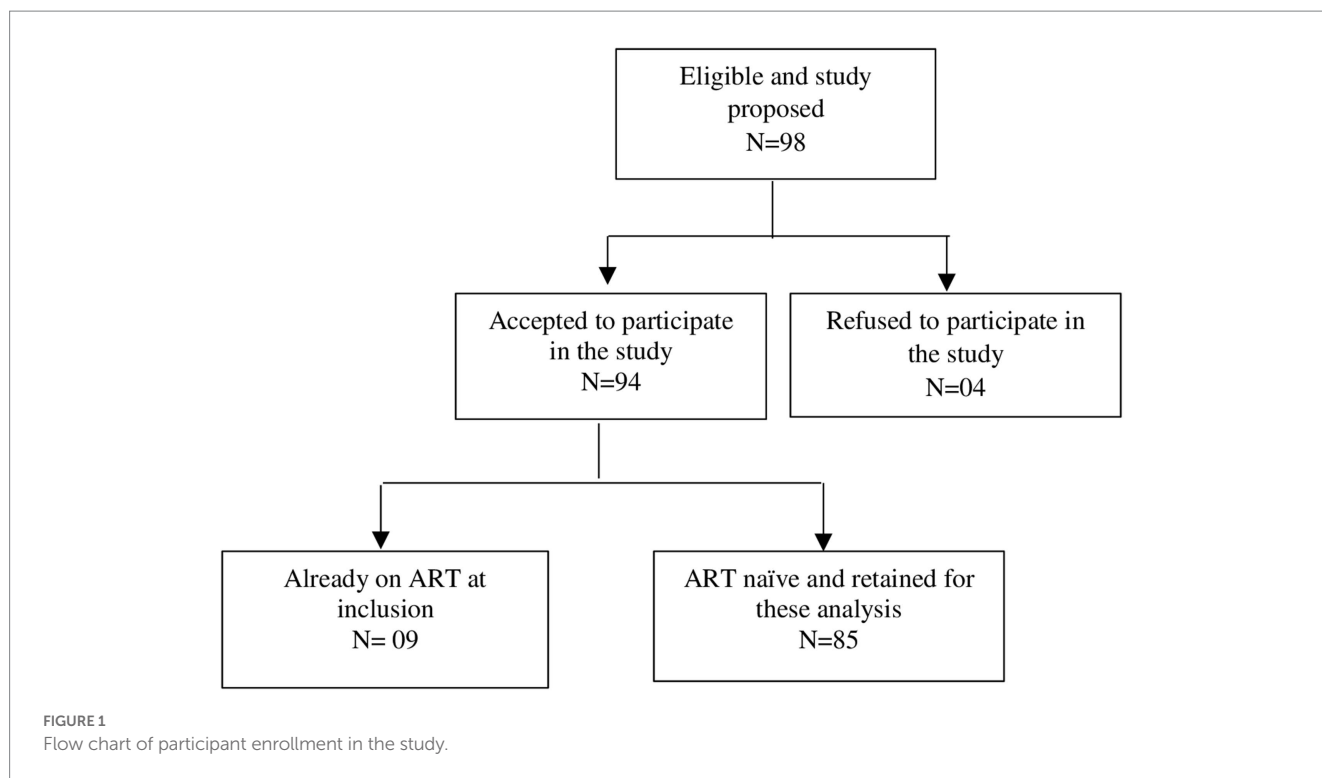 Eligible and study
proposed
N=98
Accepted to participate
in the study
N=94
Refused to participate in
the study
N=04
Already on ART at
inclusion
N= 09
ART naïve and retained for
these analysis
N=85
FIGURE 1
Flow chart of participant enrollment in the study.